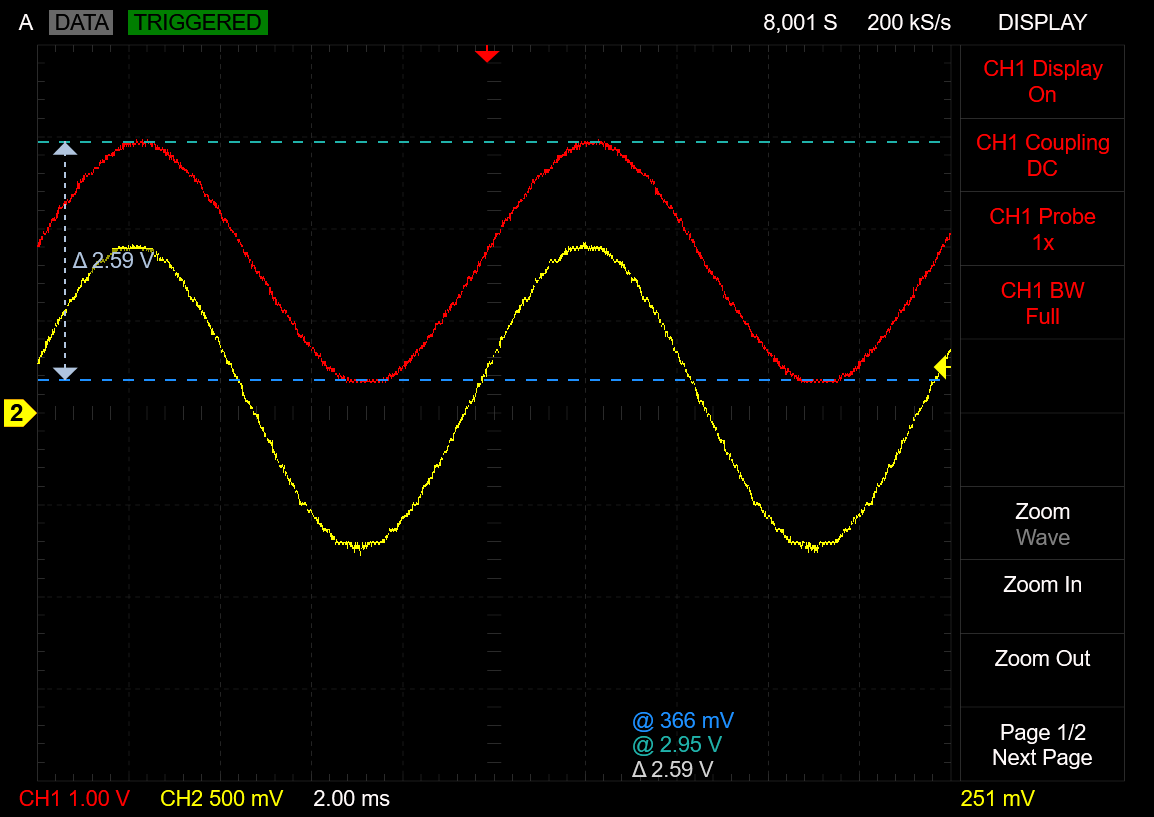 A DATA TRIGGERED 8,001 S 200 kS/s DISPLAY
CH1 Display
On
CH1 Coupling
DC
CH1 Probe
1x
CH1 BW
Full
Δ 2.59 V
2
Zoom
Wave
Zoom In
Zoom Out
@ 366 mV
@ 2.95 V
Δ 2.59 V
Page 1/2
Next Page
CH1 1.00 V CH2 500 mV 2.00 ms 251 mV